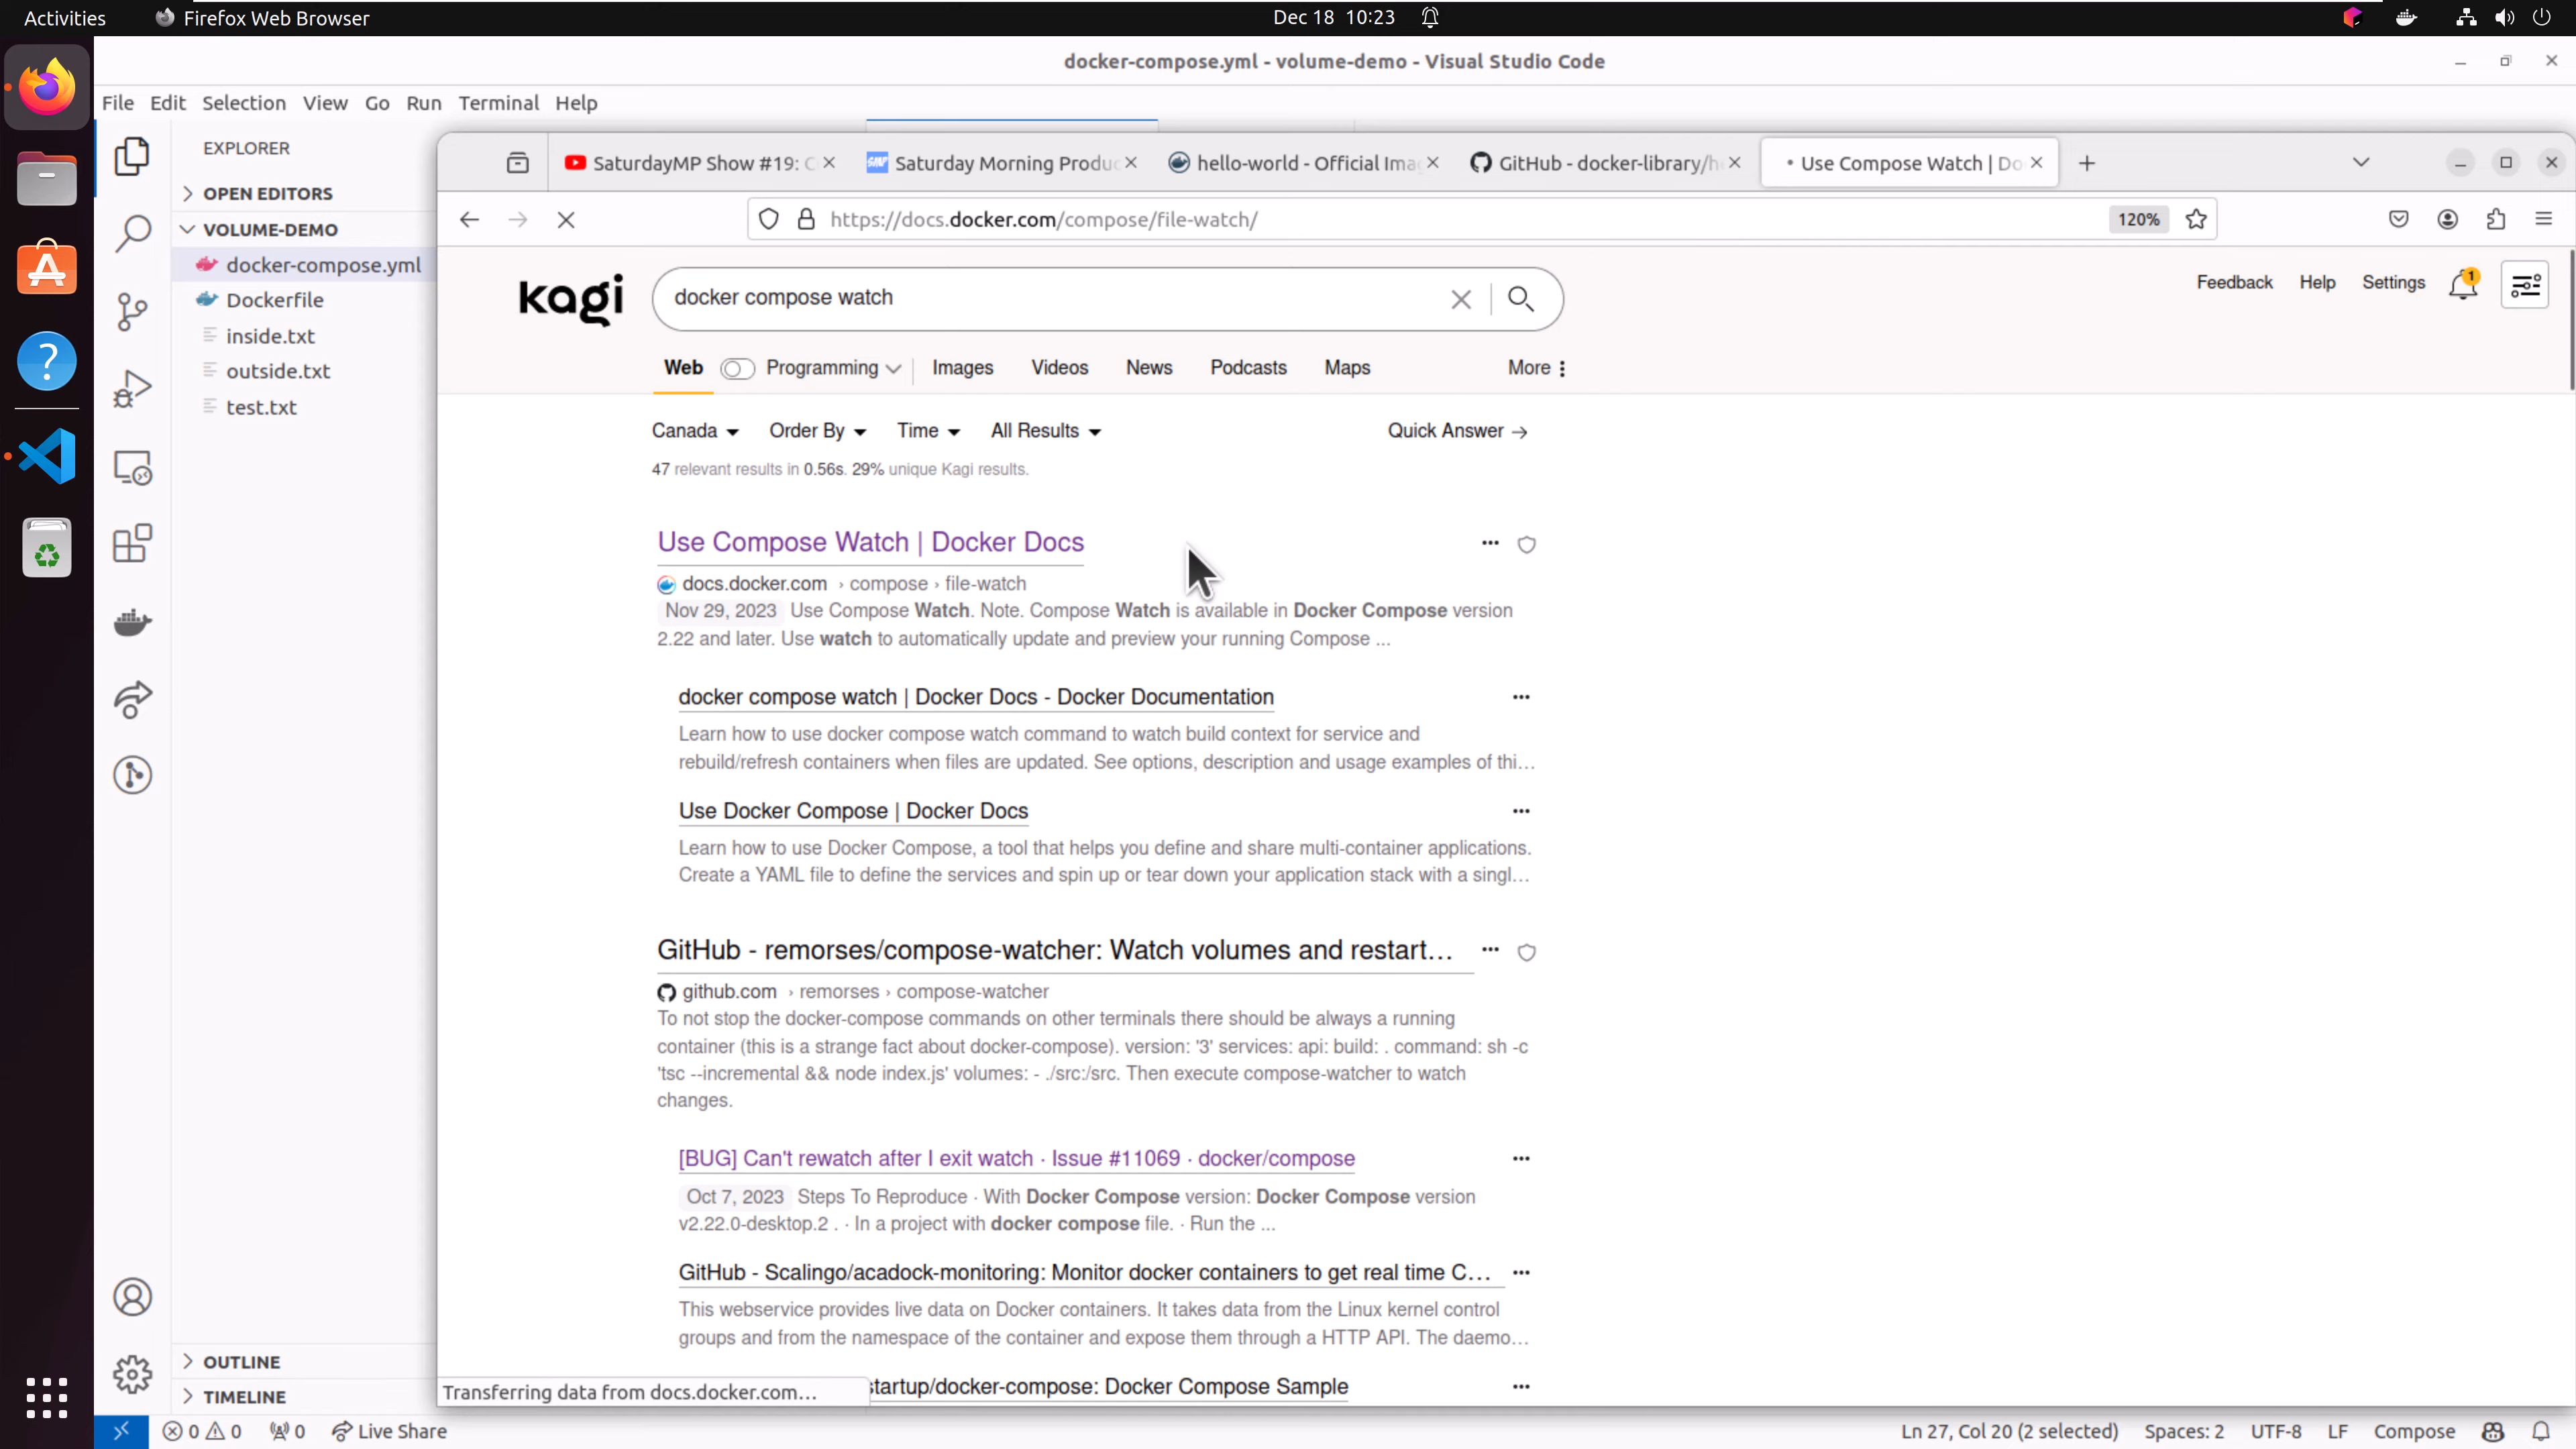 Activities Firefox Web Browser Dec 18 10:23
docker-compose.yml - volume-demo - Visual Studio Code
File Edit Selection View Go Run Terminal Help
EXPLORER
OPEN EDITORS
VOLUME-DEMO
docker-compose.yml
Dockerfile
inside.txt
outside.txt
test.txt
OUTLINE
TIMELINE
SaturdayMP Show #19: C Saturday Morning Produc hello-world - Official Ima GitHub - docker-library/he Use Compose Watch | Do
https://docs.docker.com/compose/file-watch/ 120%
kagi docker compose watch Feedback Help Settings 1
Web Programming Images Videos News Podcasts Maps More
Canada Order By Time All Results Quick Answer →
47 relevant results in 0.56s. 29% unique Kagi results.
Use Compose Watch | Docker Docs
docs.docker.com › compose › file-watch
Nov 29, 2023 Use Compose Watch. Note. Compose Watch is available in Docker Compose version
2.22 and later. Use watch to automatically update and preview your running Compose ...
docker compose watch | Docker Docs - Docker Documentation
Learn how to use docker compose watch command to watch build context for service and
rebuild/refresh containers when files are updated. See options, description and usage examples of thi...
Use Docker Compose | Docker Docs
Learn how to use Docker Compose, a tool that helps you define and share multi-container applications.
Create a YAML file to define the services and spin up or tear down your application stack with a singl...
GitHub - remorses/compose-watcher: Watch volumes and restart...
github.com › remorses › compose-watcher
To not stop the docker-compose commands on other terminals there should be always a running
container (this is a strange fact about docker-compose). version: '3' services: api: build: . command: sh -c
'tsc --incremental && node index.js' volumes: - ./src:/src. Then execute compose-watcher to watch
changes.
[BUG] Can't rewatch after I exit watch · Issue #11069 · docker/compose
Oct 7, 2023 Steps To Reproduce · With Docker Compose version: Docker Compose version
v2.22.0-desktop.2 . · In a project with docker compose file. · Run the ...
GitHub - Scalingo/acadock-monitoring: Monitor docker containers to get real time C...
This webservice provides live data on Docker containers. It takes data from the Linux kernel control
groups and from the namespace of the container and expose them through a HTTP API. The daemo...
Transferring data from docs.docker.com... startup/docker-compose: Docker Compose Sample
0 0 0 Live Share Ln 27, Col 20 (2 selected) Spaces: 2 UTF-8 LF Compose